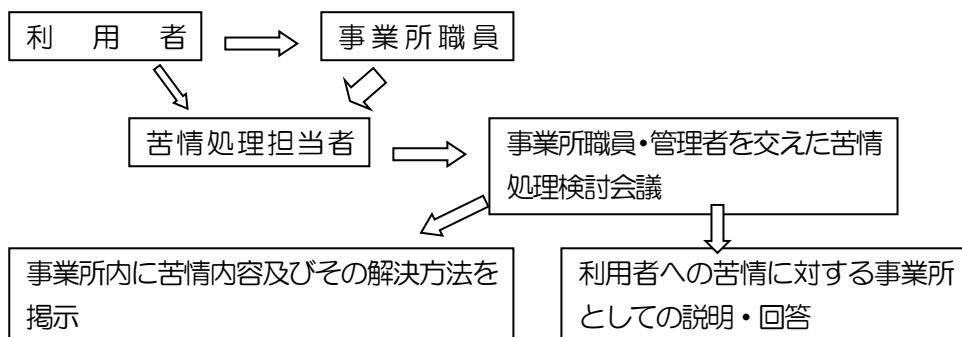 利用者
事業所職員
苦情処理担当者
事業所職員・管理者を交えた苦情
処理検討会議
事業所内に苦情内容及びその解決方法を
掲示
利用者への苦情に対する事業所
としての説明・回答